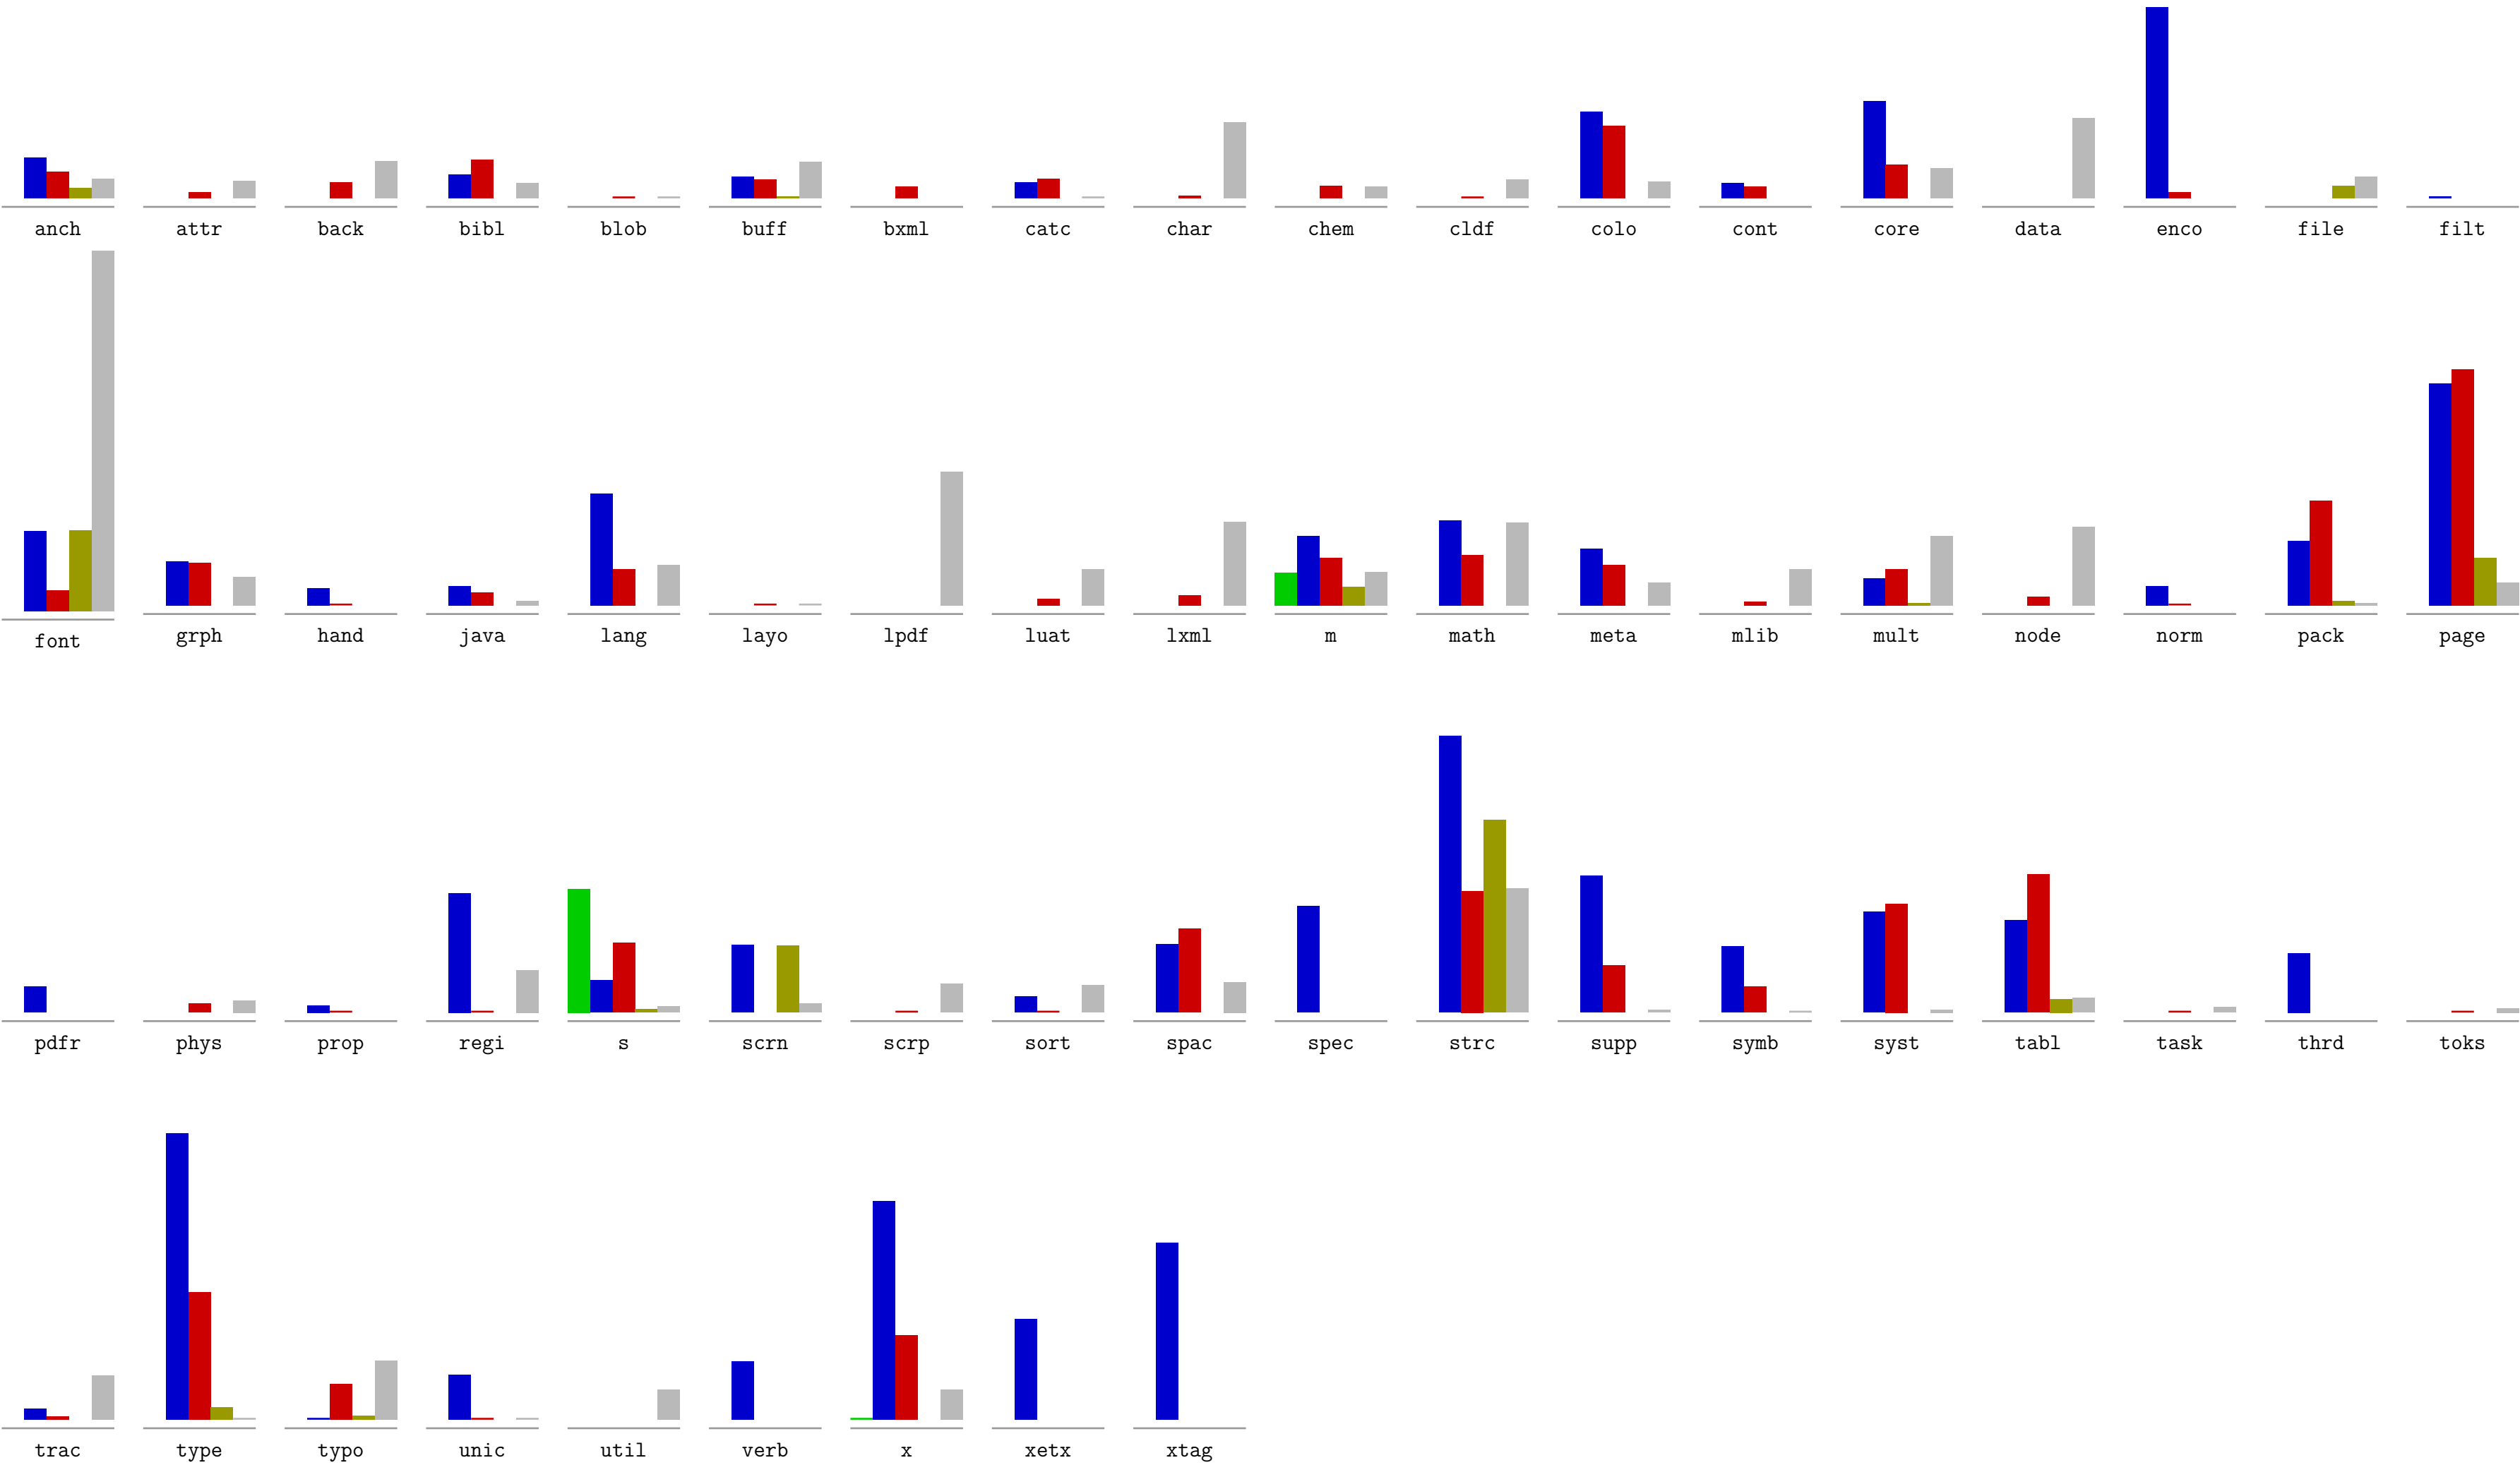 anch attr back bibl blob buff bxml catc char chem cldf colo cont core data enco file filt
font grph hand java lang layo lpdf luat lxml m math meta mlib mult node norm pack page
pdfr phys prop regi s scrn scrp sort spac spec strc supp symb syst tabl task thrd toks
trac type typo unic util verb x xetx xtag